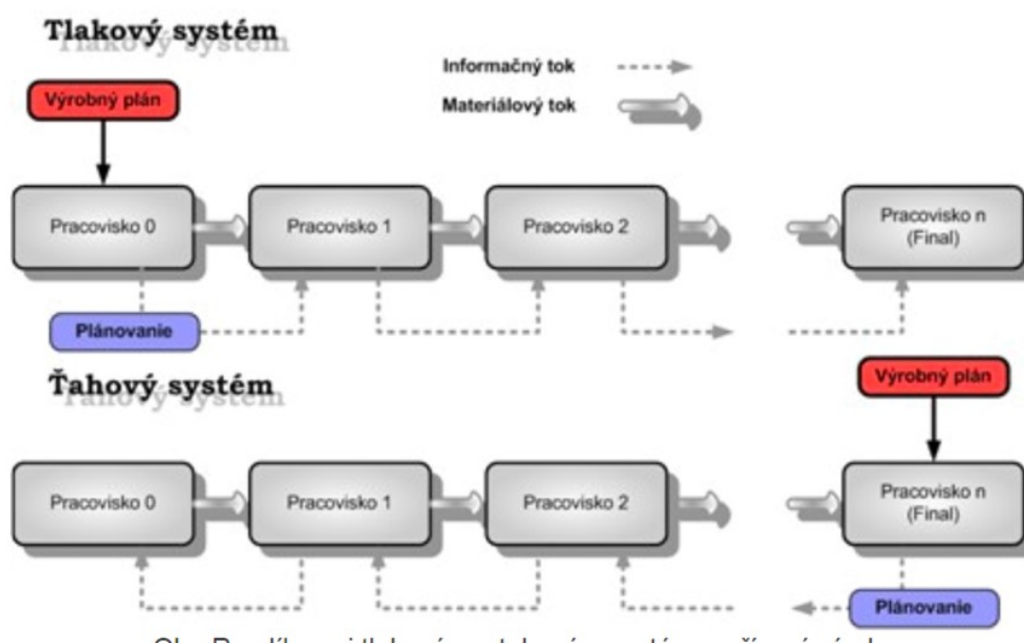 Tlakový systém
Informačný tok
Materiálový tok
Výrobný plán
Pracovisko 0
Pracovisko 1
Pracovisko 2
Pracovisko n
(Final)
Plánovanie
Ťahový systém
Výrobný plán
Pracovisko 0
Pracovisko 1
Pracovisko 2
Pracovisko n
(Final)
Plánovanie